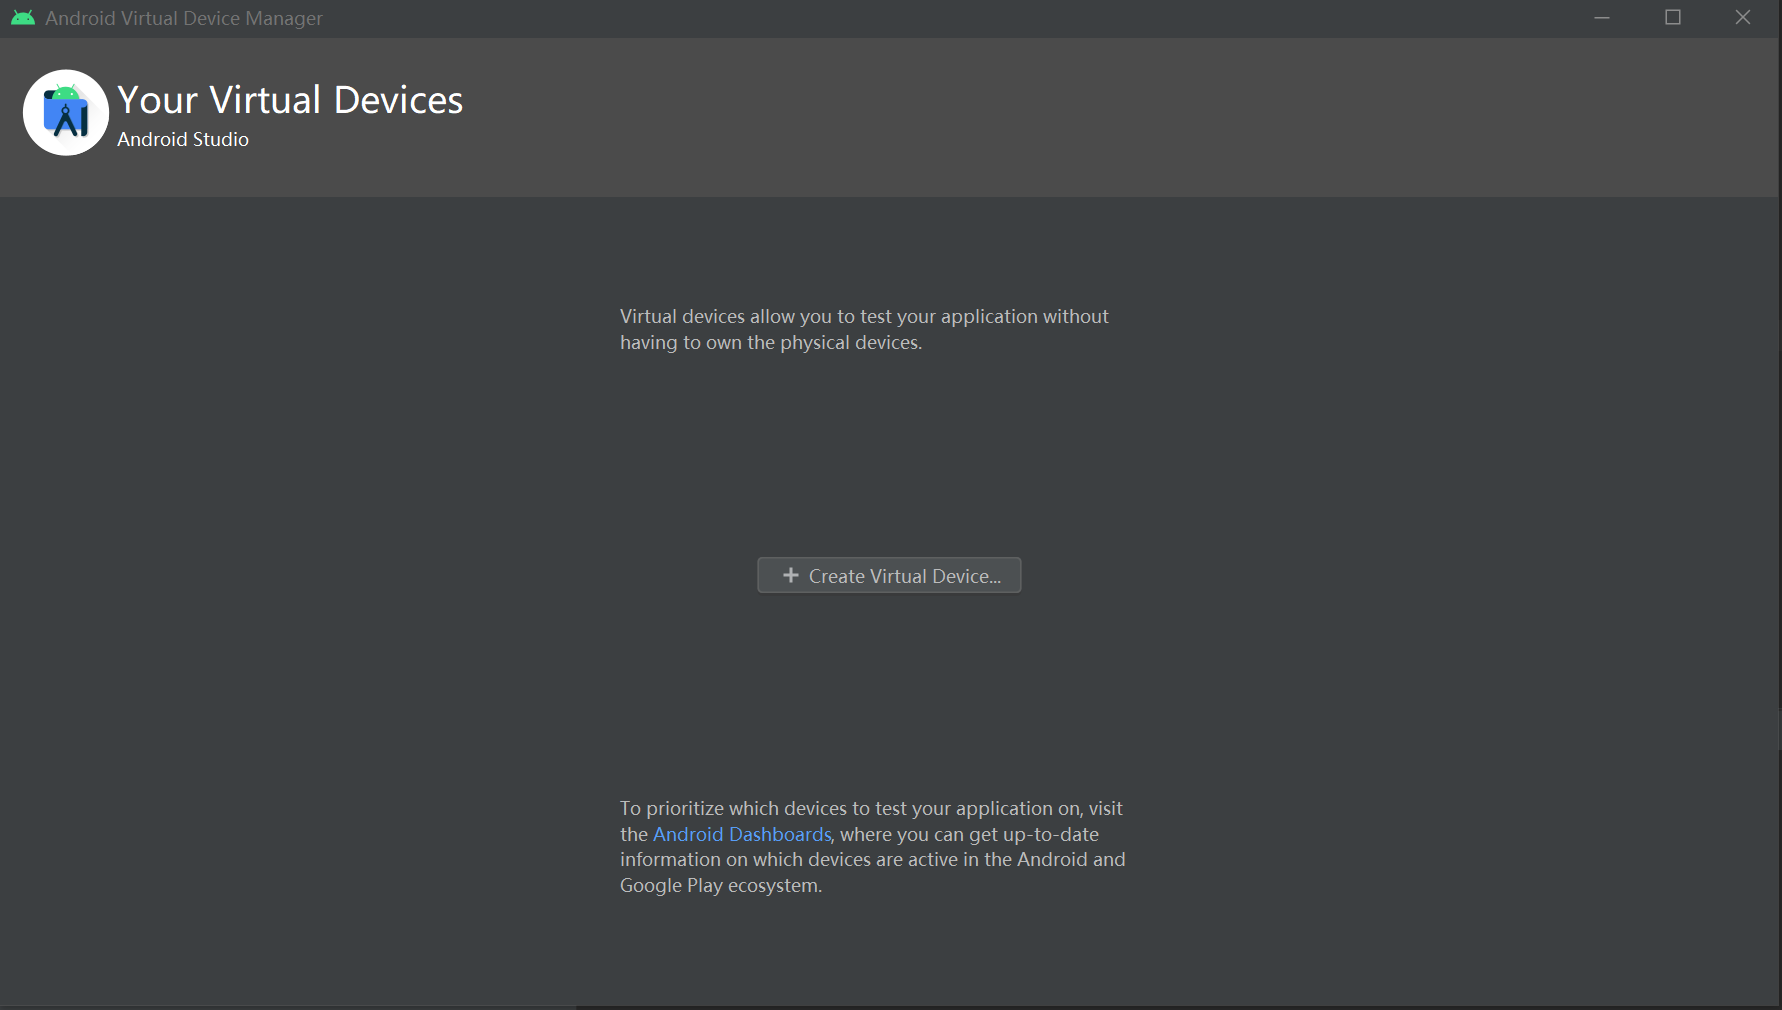 Android Virtual Device Manager
Your Virtual Devices
Android Studio
Virtual devices allow you to test your application without
having to own the physical devices.
Create Virtual Device...
To prioritize which devices to test your application on, visit
the Android Dashboards, where you can get up-to-date
information on which devices are active in the Android and
Google Play ecosystem.